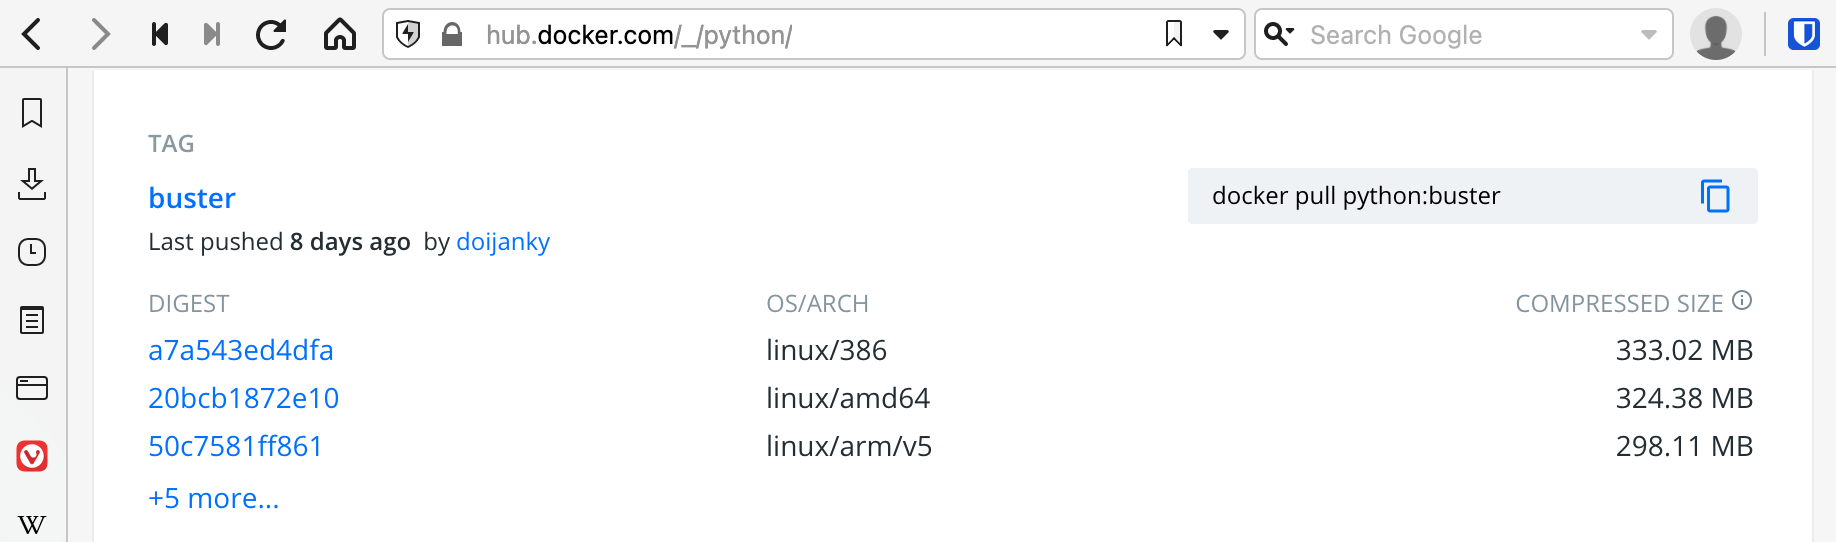 hub.docker.com/_/python/
Search Google
TAG
buster
docker pull python:buster
Last pushed 8 days ago by doijanky
DIGEST OS/ARCH COMPRESSED SIZE
a7a543ed4dfa linux/386 333.02 MB
20bcb1872e10 linux/amd64 324.38 MB
50c7581ff861 linux/arm/v5 298.11 MB
+5 more...
W